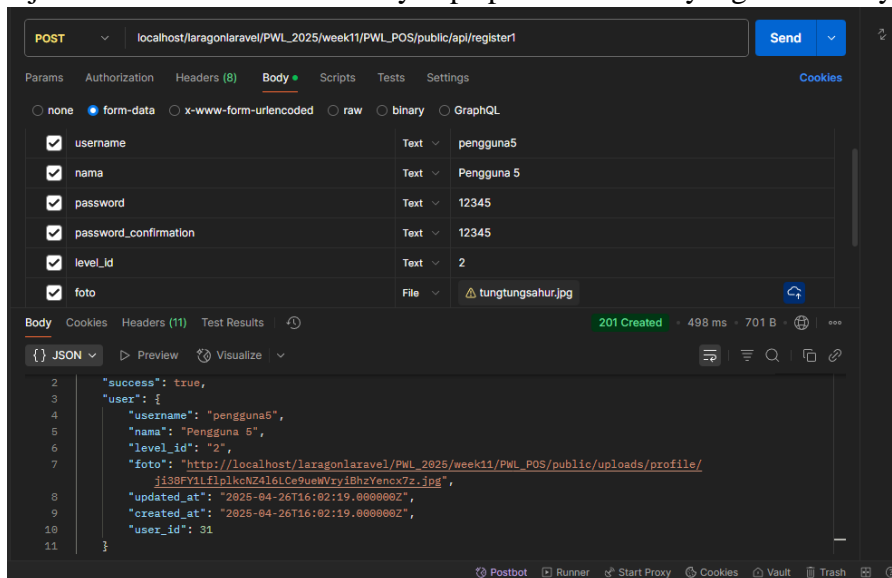 POST localhost/laragonlaravel/PWL_2025/week11/PWL_POS/public/api/register1 Send
Params Authorization Headers (8) Body Scripts Tests Settings Cookies
none form-data x-www-form-urlencoded raw binary GraphQL
username Text pengguna5
nama Text Pengguna 5
password Text 12345
password_confirmation Text 12345
level_id Text 2
foto File tungtungsahur.jpg
Body Cookies Headers (11) Test Results 201 Created 498 ms 701 B
{} JSON Preview Visualize
2 "success": true,
3 "user": {
4 "username": "pengguna5",
5 "nama": "Pengguna 5",
6 "level_id": "2",
7 "foto": "http://localhost/laragonlaravel/PWL_2025/week11/PWL_POS/public/uploads/profile/
8 "updated_at": "2025-04-26T16:02:19.000000Z",
9 "created_at": "2025-04-26T16:02:19.000000Z",
10 "user_id": 31
11 }
Postbot Runner Start Proxy Cookies Vault Trash